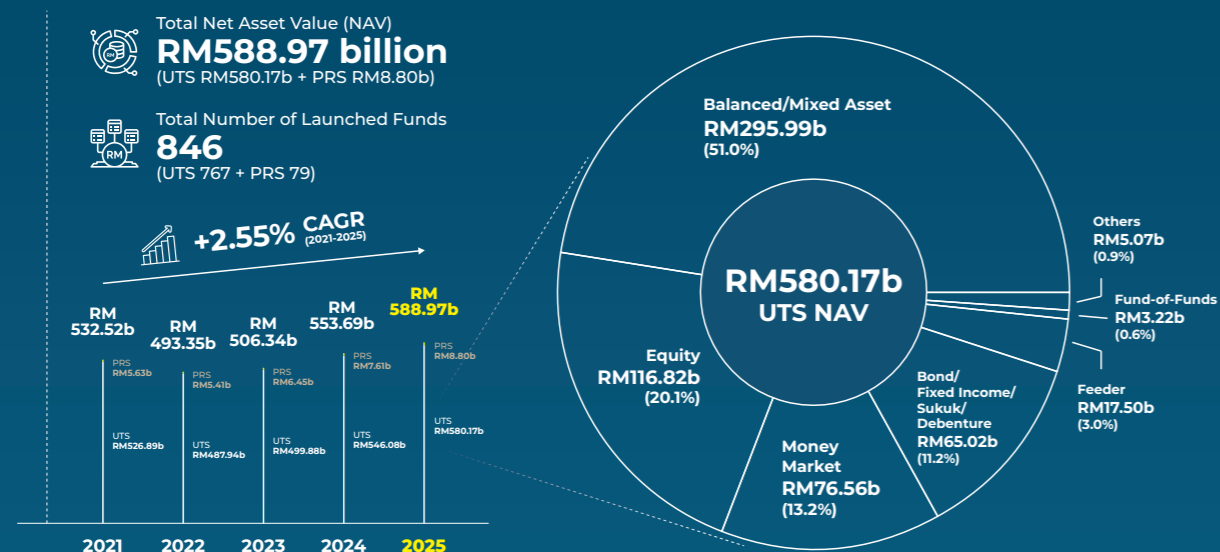 Total Net Asset Value (NAV)
RM588.97 billion
(UTS RM580.17b + PRS RM8.80b)
RM
Total Number of Launched Funds
846
(UTS 767 + PRS 79)
RM
+2.55% CAGR
(2021-2025)
RM
532.52b
PRS
RM5.63b
UTS
RM526.89b
2021
RM
493.35b
PRS
RM5.41b
UTS
RM487.94b
2022
RM
506.34b
PRS
RM6.45b
UTS
RM499.88b
2023
RM
553.69b
PRS
RM7.61b
UTS
RM546.08b
2024
RM
588.97b
PRS
RM8.80b
UTS
RM580.17b
2025
RM580.17b
UTS NAV
Balanced/Mixed Asset
RM295.99b
(51.0%)
Others
RM5.07b
(0.9%)
Fund-of-Funds
RM3.22b
(0.6%)
Feeder
RM17.50b
(3.0%)
Bond/
Fixed Income/
Sukuk/
Debenture
RM65.02b
(11.2%)
Money
Market
RM76.56b
(13.2%)
Equity
RM116.82b
(20.1%)